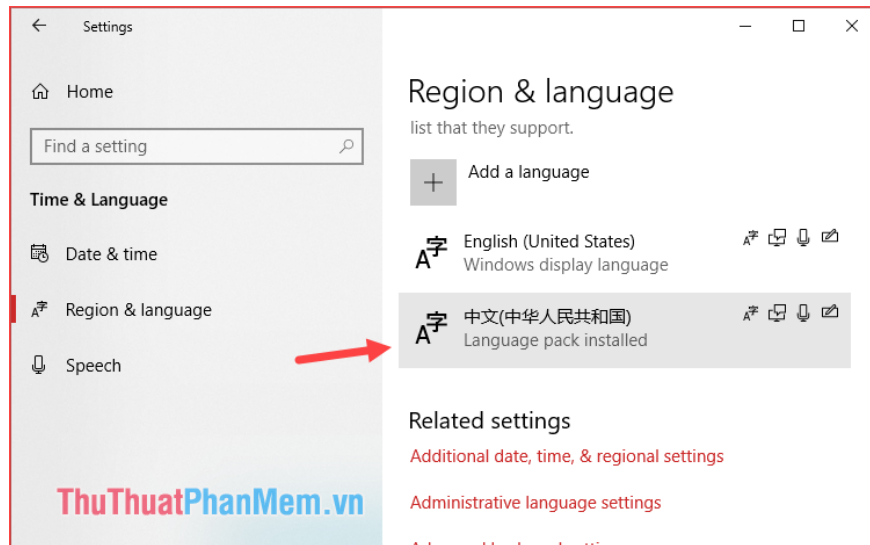 Settings
Home
Find a setting
Time & Language
Date & time
Region & language
Speech
ThuThuatPhanMem.vn
Region & language
list that they support.
Add a language
English (United States)
Windows display language
中文(中华人民共和国)
Language pack installed
Related settings
Additional date, time, & regional settings
Administrative language settings